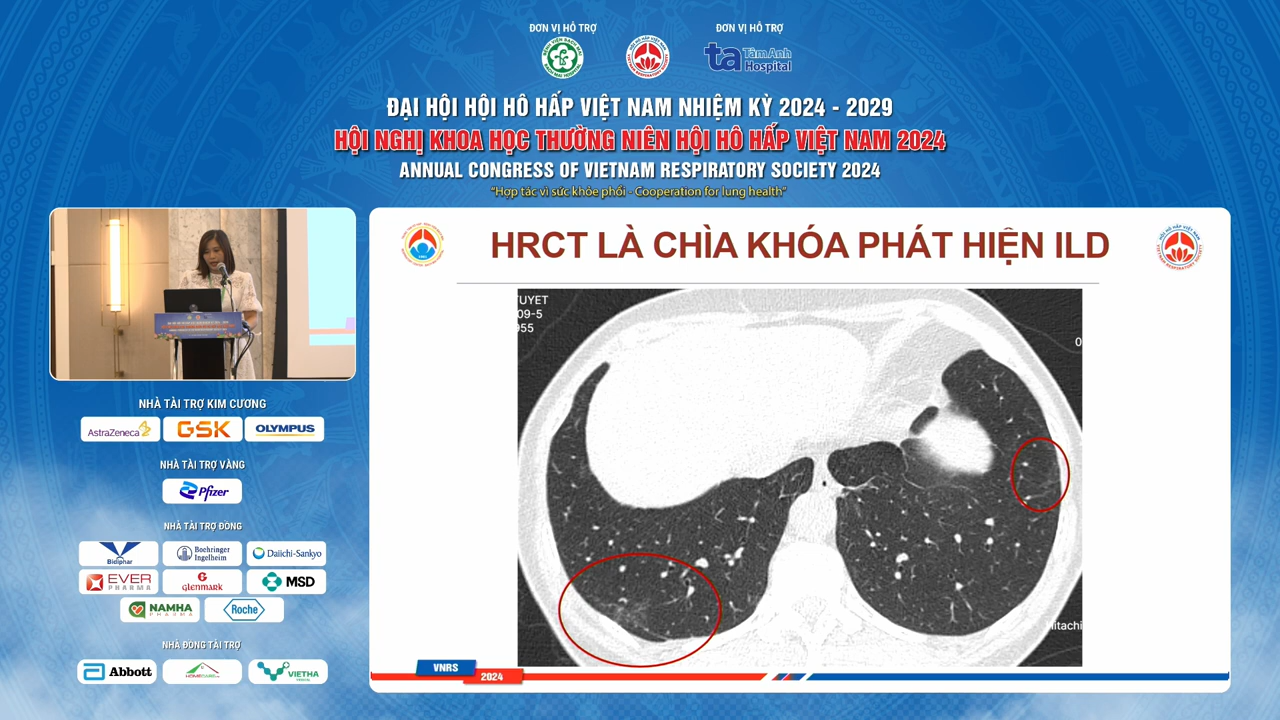 ĐƠN VỊ HỖ TRỢ
ĐƠN VỊ HỖ TRỢ
ta TâmAnh Hospital
ĐẠI HỘI HỘI HÔ HẤP VIỆT NAM NHIỆM KỲ 2024 - 2029
HỘI NGHỊ KHOA HỌC THƯỜNG NIÊN HỘI HÔ HẤP VIỆT NAM 2024
ANNUAL CONGRESS OF VIETNAM RESPIRATORY SOCIETY 2024
"Hợp tác vì sức khỏe phổi - Cooperation for lung health"
HRCT LÀ CHÌA KHÓA PHÁT HIỆN ILD
TUYET
09-5
955
0
Hitachi
VNRS
2024
NHÀ TÀI TRỢ KIM CƯƠNG
AstraZeneca
GSK
OLYMPUS
NHÀ TÀI TRỢ VÀNG
Pfizer
NHÀ TÀI TRỢ ĐỒNG
Bidiphar
Boehringer Ingelheim
Daiichi-Sankyo
EVER PHARMA
GLENMARK
MSD
NAMHA PHARMA
Roche
NHÀ ĐỒNG TÀI TRỢ
Abbott
VIETHA